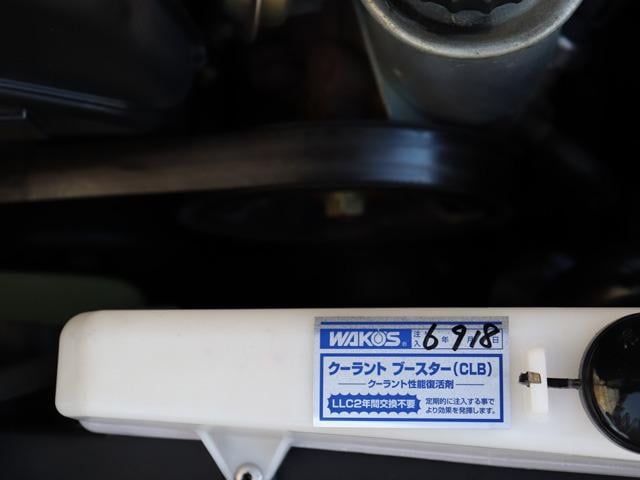 WAKO'S® 注入 6年 9月 18日
クーラント ブースター(CLB)
クーラント性能復活剤
LLC2年間交換不要 定期的に注入する事で
より効果を発揮します。